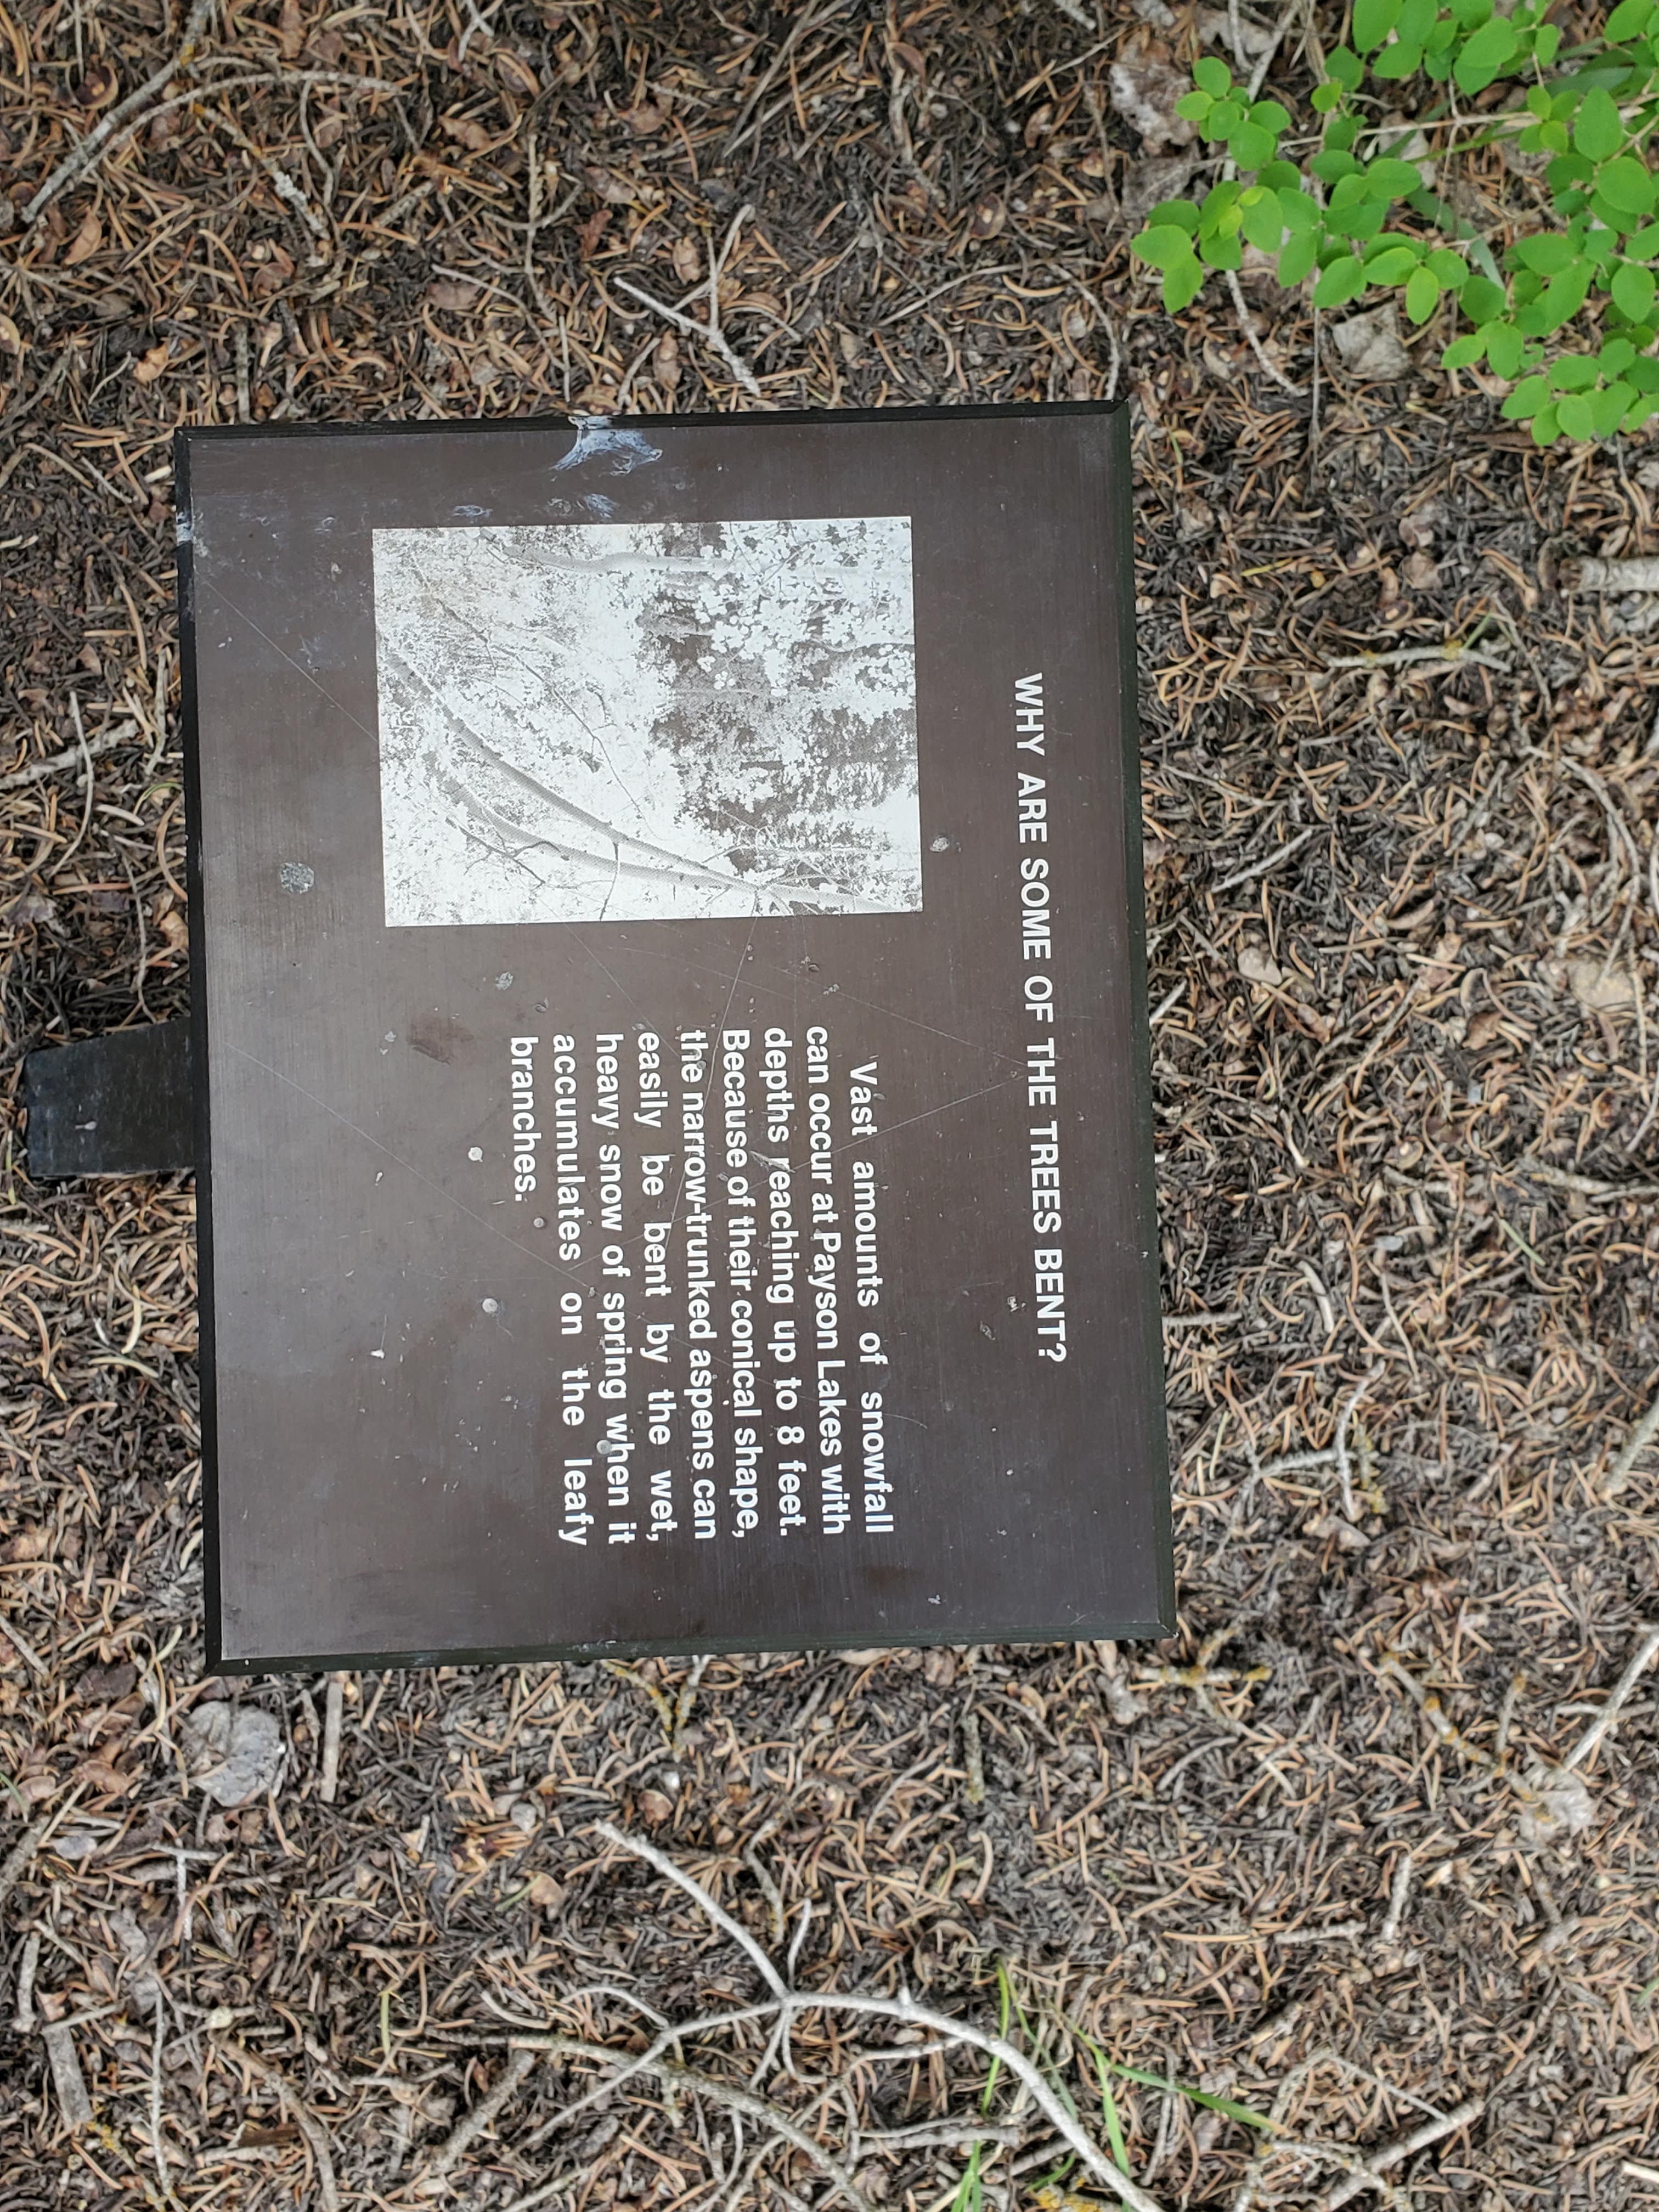 WHY ARE SOME OF THE TREES BENT?
Vast amounts of snowfall
can occur at Payson Lakes with
depths reaching up to 8 feet.
Because of their conical shape,
the narrow-trunked aspens can
easily be bent by the wet,
heavy snow of spring when it
accumulates on the leafy
branches.